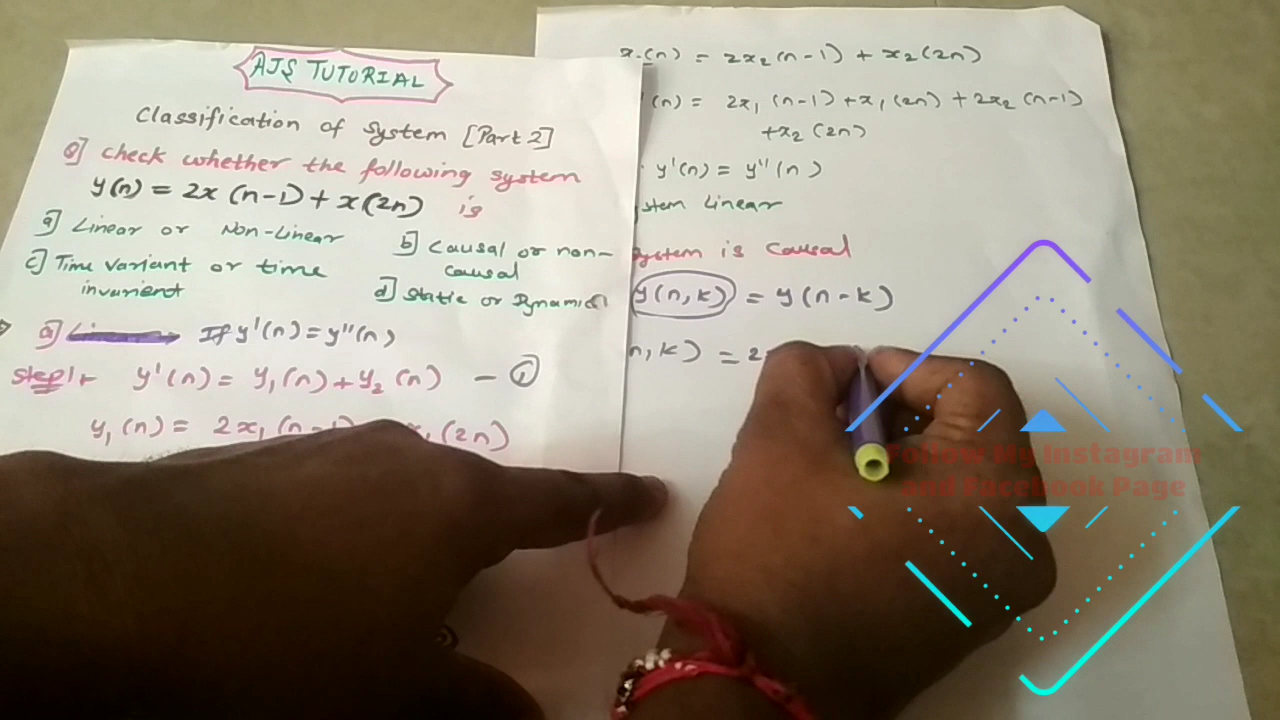 AJS TUTORIAL
Classification of System [Part 2]
Q] check whether the following system
y(n) = 2x (n-1) + x(2n) is
a] Linear or Non-Linear
b] Causal or non-
causal
c] Time variant or time
invarient
d] Static or Dynamic
a] If y'(n) = y''(n)
Step1:- y'(n) = y₁(n) + y₂(n) - ①
y₁(n) = 2x₁(n-1) x₁(2n)
(n) = 2x₂(n-1) + x₂(2n)
(n) = 2x₁(n-1) + x₁(2n) + 2x₂(n-1)
+x₂(2n)
y'(n) = y''(n)
stem Linear
system is causal
y(n,k) = y(n-k)
n,k) = 2
Follow My Instagram
and Facebook Page